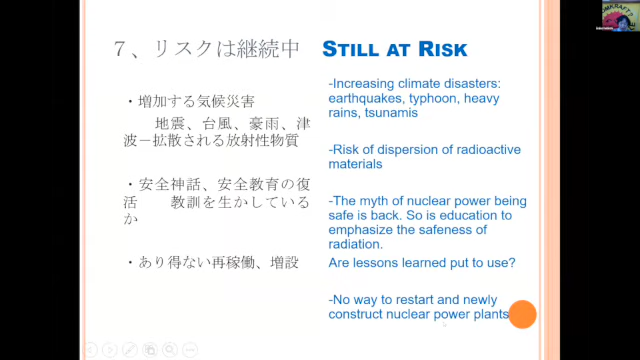 ７、リスクは継続中
STILL AT RISK
・増加する気候災害
地震、台風、豪雨、津
波－拡散される放射性物質
・安全神話、安全教育の復
活　　教訓を生かしている
か
・あり得ない再稼働、増設
-Increasing climate disasters:
earthquakes, typhoon, heavy
rains, tsunamis
-Risk of dispersion of radioactive
materials
-The myth of nuclear power being
safe is back. So is education to
emphasize the safeness of
radiation.
Are lessons learned put to use?
-No way to restart and newly
construct nuclear power plants